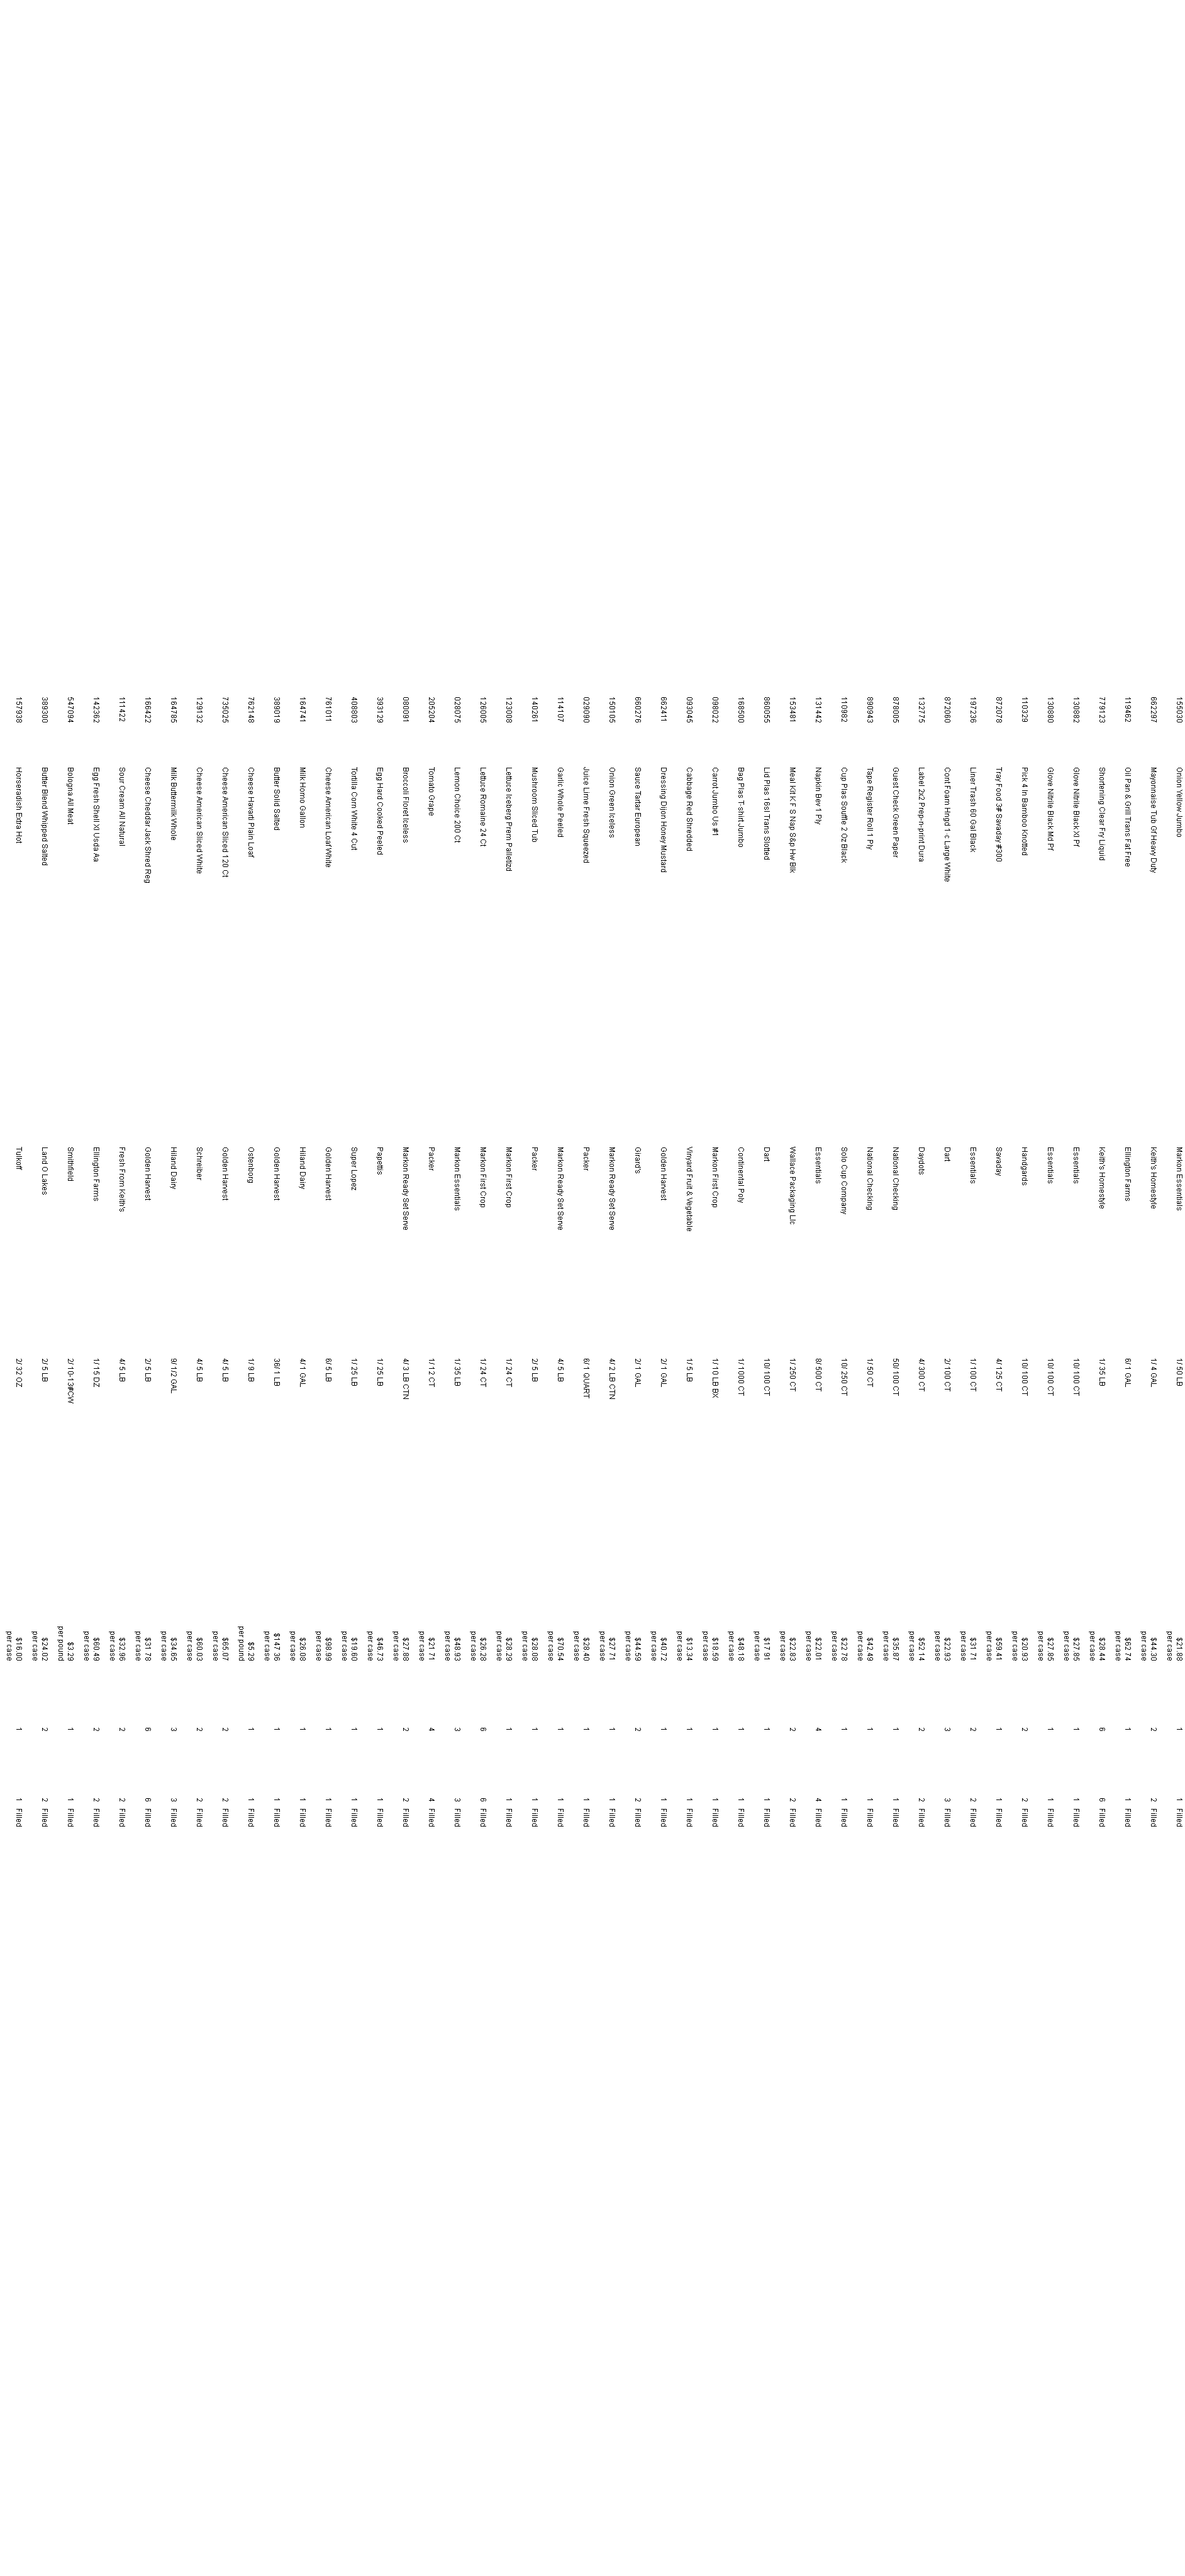 155030 Onion Yellow Jumbo Markon Essentials 1/ 50 LB $21.88 1 1 Filled
per case
662297 Mayonnaise Tub Gf Heavy Duty Keith's Homestyle 1/ 4 GAL $44.30 2 2 Filled
per case
119462 Oil Pan & Grill Trans Fat Free Ellington Farms 6/1 GAL $62.74 1 1 Filled
per case
779123 Shortening Clear Fry Liquid Keith's Homestyle 1/ 35 LB $28.44 6 6 Filled
per case
130882 Glove Nitrile Black Xl Pf Essentials 10/ 100 CT $27.85 1 1 Filled
per case
130880 Glove Nitrile Black Md Pf Essentials 10/ 100 CT $27.85 1 1 Filled
per case
110329 Pick 4 In Bamboo Knotted Handgards 10/ 100 CT $20.93 2 2 Filled
per case
872078 Tray Food 3# Savaday #300 Savaday 4/ 125 CT $59.41 1 1 Filled
per case
197236 Liner Trash 60 Gal Black Essentials 1/ 100 CT $31.71 2 2 Filled
per case
872060 Cont Foam Hngd 1 c Large White Dart 2/ 100 CT $22.93 3 3 Filled
per case
132775 Label 2x2 Prep-n-print Dura Daydots 4/ 300 CT $52.14 2 2 Filled
per case
878005 Guest Check Green Paper National Checking 50/ 100 CT $35.87 1 1 Filled
per case
890943 Tape Register Roll 1 Ply National Checking 1/ 50 CT $42.49 1 1 Filled
per case
110982 Cup Plas Souffle 2 Oz Black Solo Cup Company 10/ 250 CT $22.78 1 1 Filled
per case
131442 Napkin Bev 1 Ply Essentials 8/ 500 CT $22.01 4 4 Filled
per case
153481 Meal Kit K F S Nap S&p Hw Blk Wallace Packaging Llc 1/ 250 CT $22.83 2 2 Filled
per case
860055 Lid Plas 16sl Trans Slotted Dart 10/ 100 CT $17.91 1 1 Filled
per case
168500 Bag Plas T-shirt Jumbo Continental Poly 1/ 1000 CT $48.18 1 1 Filled
per case
098022 Carrot Jumbo Us #1 Markon First Crop 1/ 10 LB BX $18.59 1 1 Filled
per case
093045 Cabbage Red Shredded Vinyard Fruit & Vegetable 1/ 5 LB $13.34 1 1 Filled
per case
662411 Dressing Dijon Honey Mustard Golden Harvest 2/ 1 GAL $40.72 1 1 Filled
per case
660276 Sauce Tartar European Girard's 2/ 1 GAL $44.59 2 2 Filled
per case
150105 Onion Green Iceless Markon Ready Set Serve 4/ 2 LB CTN $27.71 1 1 Filled
per case
029090 Juice Lime Fresh Squeezed Packer 6/1 QUART $28.40 1 1 Filled
per case
114107 Garlic Whole Peeled Markon Ready Set Serve 4/ 5 LB $70.54 1 1 Filled
per case
140261 Mushroom Sliced Tub Packer 2/ 5 LB $28.08 1 1 Filled
per case
123008 Lettuce Iceberg Prem Palletizd Markon First Crop 1/ 24 CT $28.29 1 1 Filled
per case
126005 Lettuce Romaine 24 Ct Markon First Crop 1/ 24 CT $26.28 6 6 Filled
per case
028075 Lemon Choice 200 Ct Markon Essentials 1/ 35 LB $48.93 3 3 Filled
per case
205204 Tomato Grape Packer 1/ 12 CT $21.71 4 4 Filled
per case
080091 Broccoli Floret Iceless Markon Ready Set Serve 4/ 3 LB CTN $27.88 2 2 Filled
per case
393129 Egg Hard Cooked Peeled Papettis 1/ 25 LB $46.73 1 1 Filled
per case
408803 Tortilla Corn White 4 Cut Super Lopez 1/ 25 LB $19.60 1 1 Filled
per case
761011 Cheese American Loaf White Golden Harvest 6/ 5 LB $98.99 1 1 Filled
per case
164741 Milk Homo Gallon Hiland Dairy 4/ 1 GAL $26.08 1 1 Filled
per case
389019 Butter Solid Salted Golden Harvest 36/ 1 LB $147.36 1 1 Filled
per case
762148 Cheese Havarti Plain Loaf Ostenborg 1/ 9 LB $5.29 1 1 Filled
per pound
735025 Cheese American Sliced 120 Ct Golden Harvest 4/ 5 LB $65.07 2 2 Filled
per case
129132 Cheese American Sliced White Schreiber 4/ 5 LB $60.03 2 2 Filled
per case
164785 Milk Buttermilk Whole Hiland Dairy 9/ 1/2 GAL $34.65 3 3 Filled
per case
166422 Cheese Cheddar Jack Shred Reg Golden Harvest 2/ 5 LB $31.78 6 6 Filled
per case
111422 Sour Cream All Natural Fresh From Keith's 4/ 5 LB $32.96 2 2 Filled
per case
142362 Egg Fresh Shell Xl Usda Aa Ellington Farms 1/ 15 DZ $60.49 2 2 Filled
per case
547094 Bologna All Meat Smithfield 2/ 10-13#CW $3.29 1 1 Filled
per pound
389300 Butter Blend Whipped Salted Land O Lakes 2/ 5 LB $24.02 2 2 Filled
per case
157938 Horseradish Extra Hot Tulkoff 2/ 32 OZ $16.00 1 1 Filled
per case